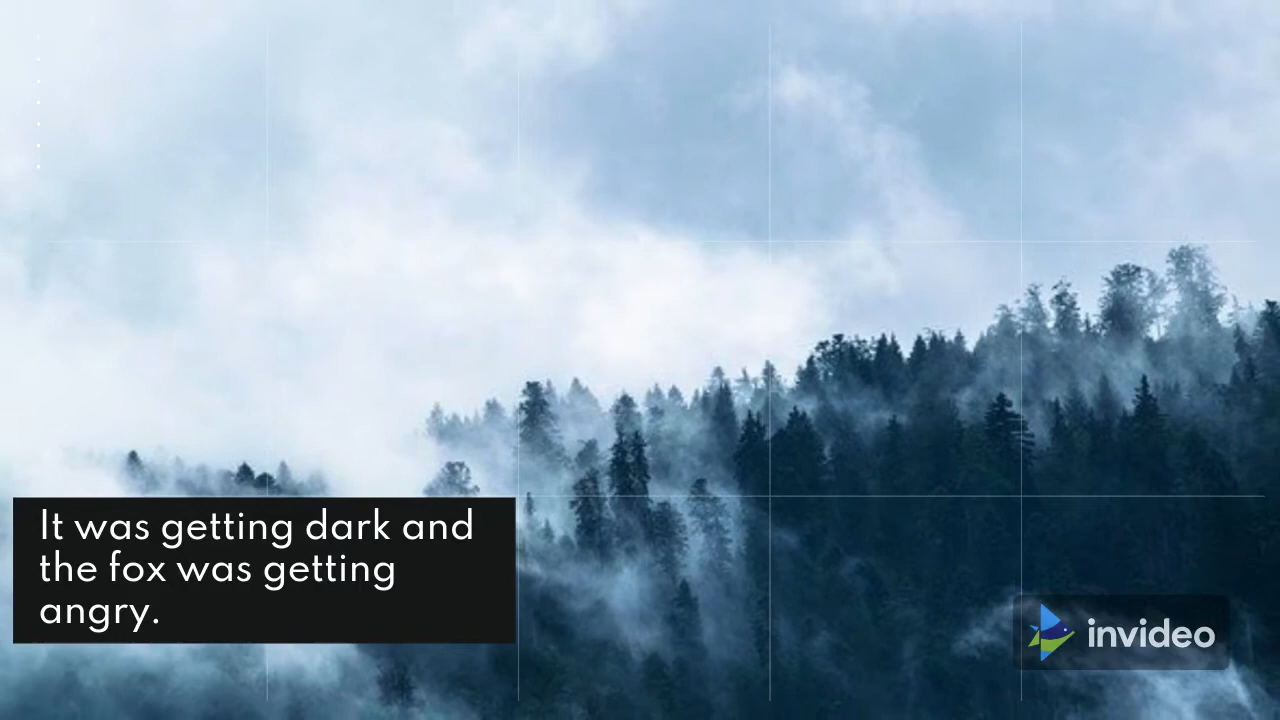 It was getting dark and
the fox was getting
angry.
invideo